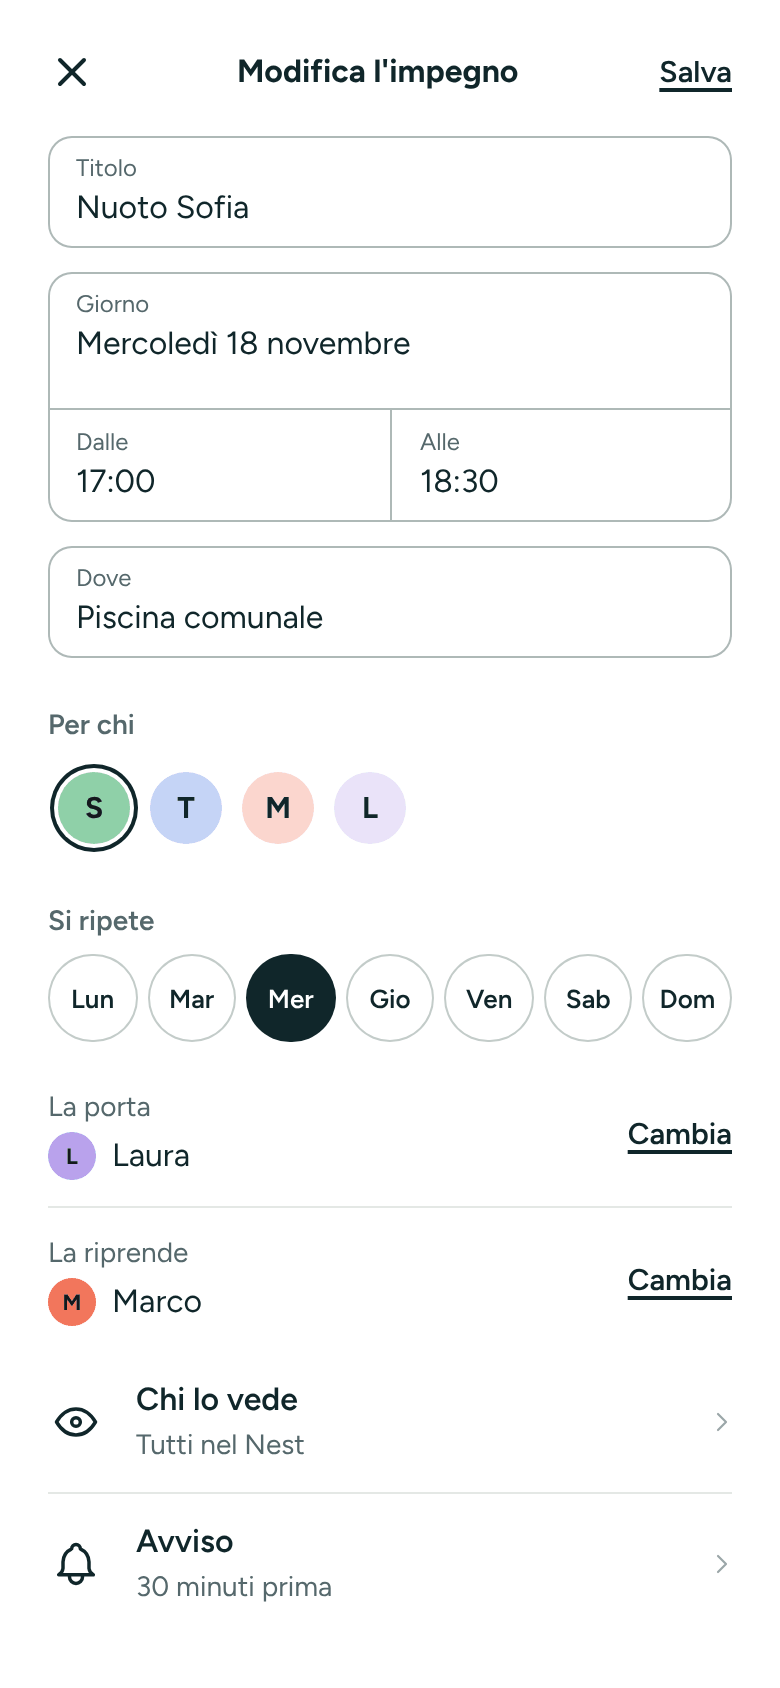 Modifica l'impegno
Salva
Titolo
Nuoto Sofia
Giorno
Mercoledì 18 novembre
Dalle
17:00
Alle
18:30
Dove
Piscina comunale
Per chi
S T M L
Si ripete
Lun Mar Mer Gio Ven Sab Dom
La porta
L Laura
Cambia
La riprende
M Marco
Cambia
Chi lo vede
Tutti nel Nest
Avviso
30 minuti prima